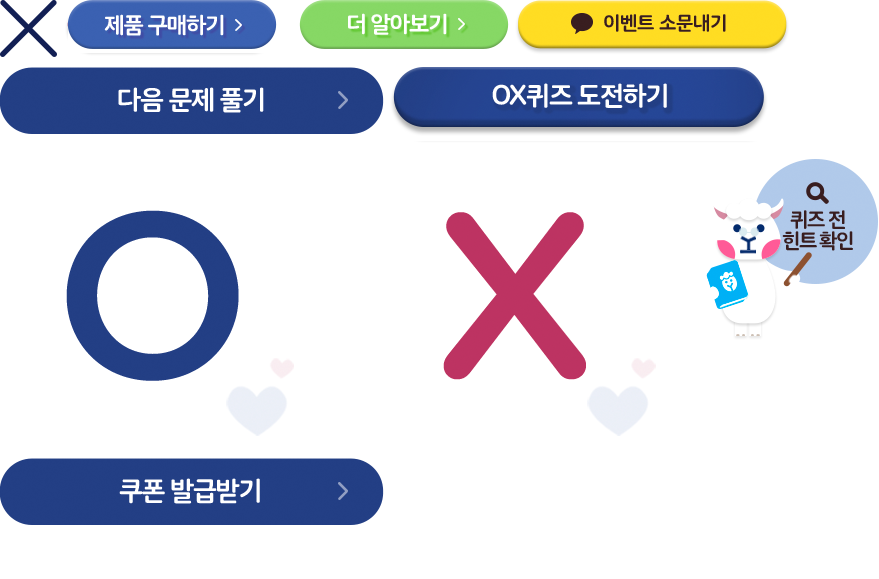 제품 구매하기
더 알아보기
이벤트 소문내기
다음 문제 풀기
OX퀴즈 도전하기
퀴즈 전
힌트 확인
쿠폰 발급받기